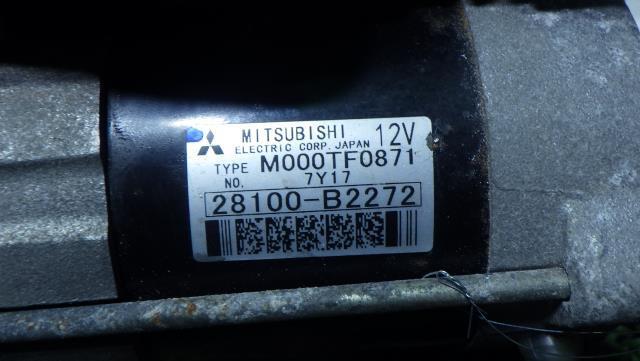 MITSUBISHI 12V
ELECTRIC CORP. JAPAN
TYPE M000TF0871
NO. 7Y17
28100-B2272